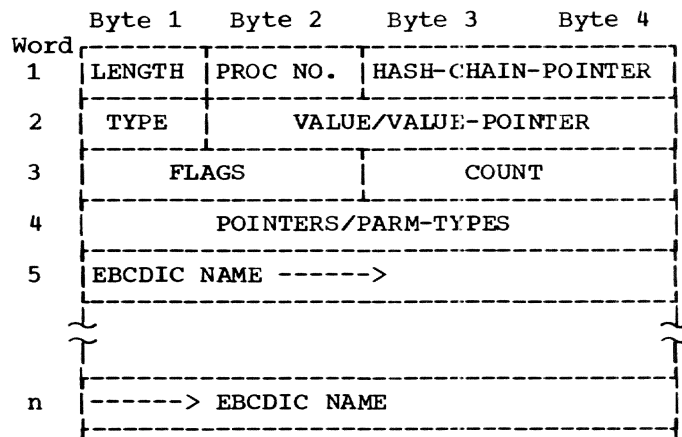 Byte 1 Byte 2 Byte 3 Byte 4
Word
1 LENGTH PROC NO. HASH-CHAIN-POINTER
2 TYPE VALUE/VALUE-POINTER
3 FLAGS COUNT
4 POINTERS/PARM-TYPES
5 EBCDIC NAME ------>
n ------> EBCDIC NAME